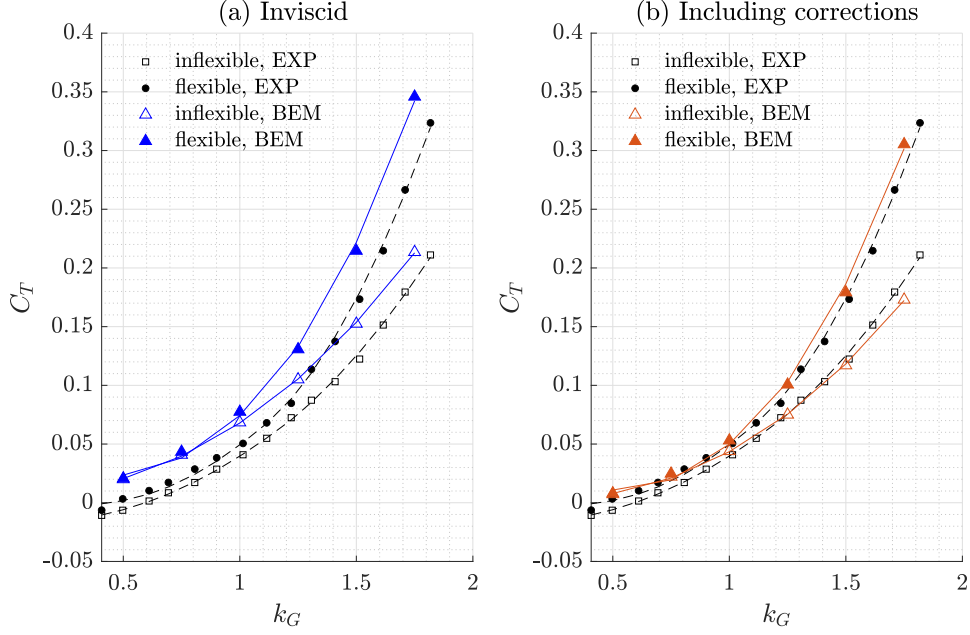 (a) Inviscid
0.4
0.35
0.3
0.25
0.2
0.15
0.1
0.05
0
-0.05
C_T
inflexible, EXP
flexible, EXP
inflexible, BEM
flexible, BEM
0.5 1 1.5 2
k_G
(b) Including corrections
0.4
0.35
0.3
0.25
0.2
0.15
0.1
0.05
0
-0.05
C_T
inflexible, EXP
flexible, EXP
inflexible, BEM
flexible, BEM
0.5 1 1.5 2
k_G